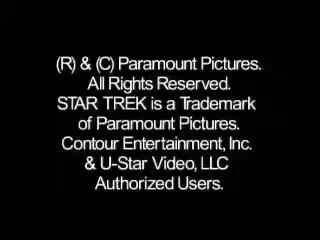 (R) & (C) Paramount Pictures.
All Rights Reserved.
STAR TREK is a Trademark
of Paramount Pictures.
Contour Entertainment, Inc.
& U-Star Video, LLC
Authorized Users.